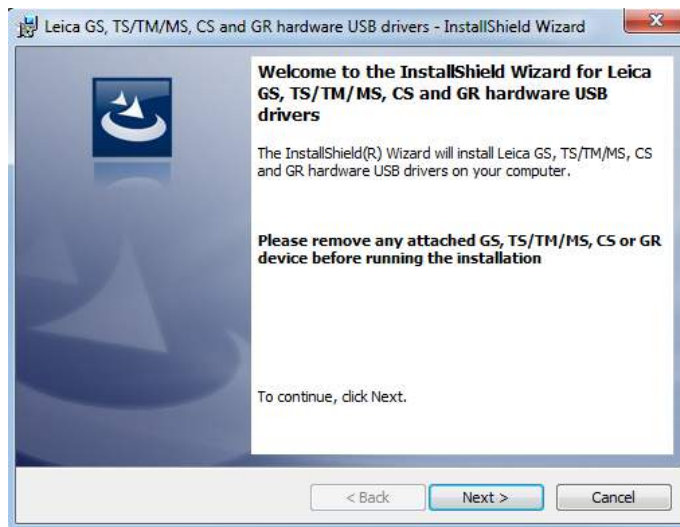 Leica GS, TS/TM/MS, CS and GR hardware USB drivers - InstallShield Wizard
Welcome to the InstallShield Wizard for Leica
GS, TS/TM/MS, CS and GR hardware USB
drivers
The InstallShield(R) Wizard will install Leica GS, TS/TM/MS, CS
and GR hardware USB drivers on your computer.
Please remove any attached GS, TS/TM/MS, CS or GR
device before running the installation
To continue, click Next.
< Back
Next >
Cancel